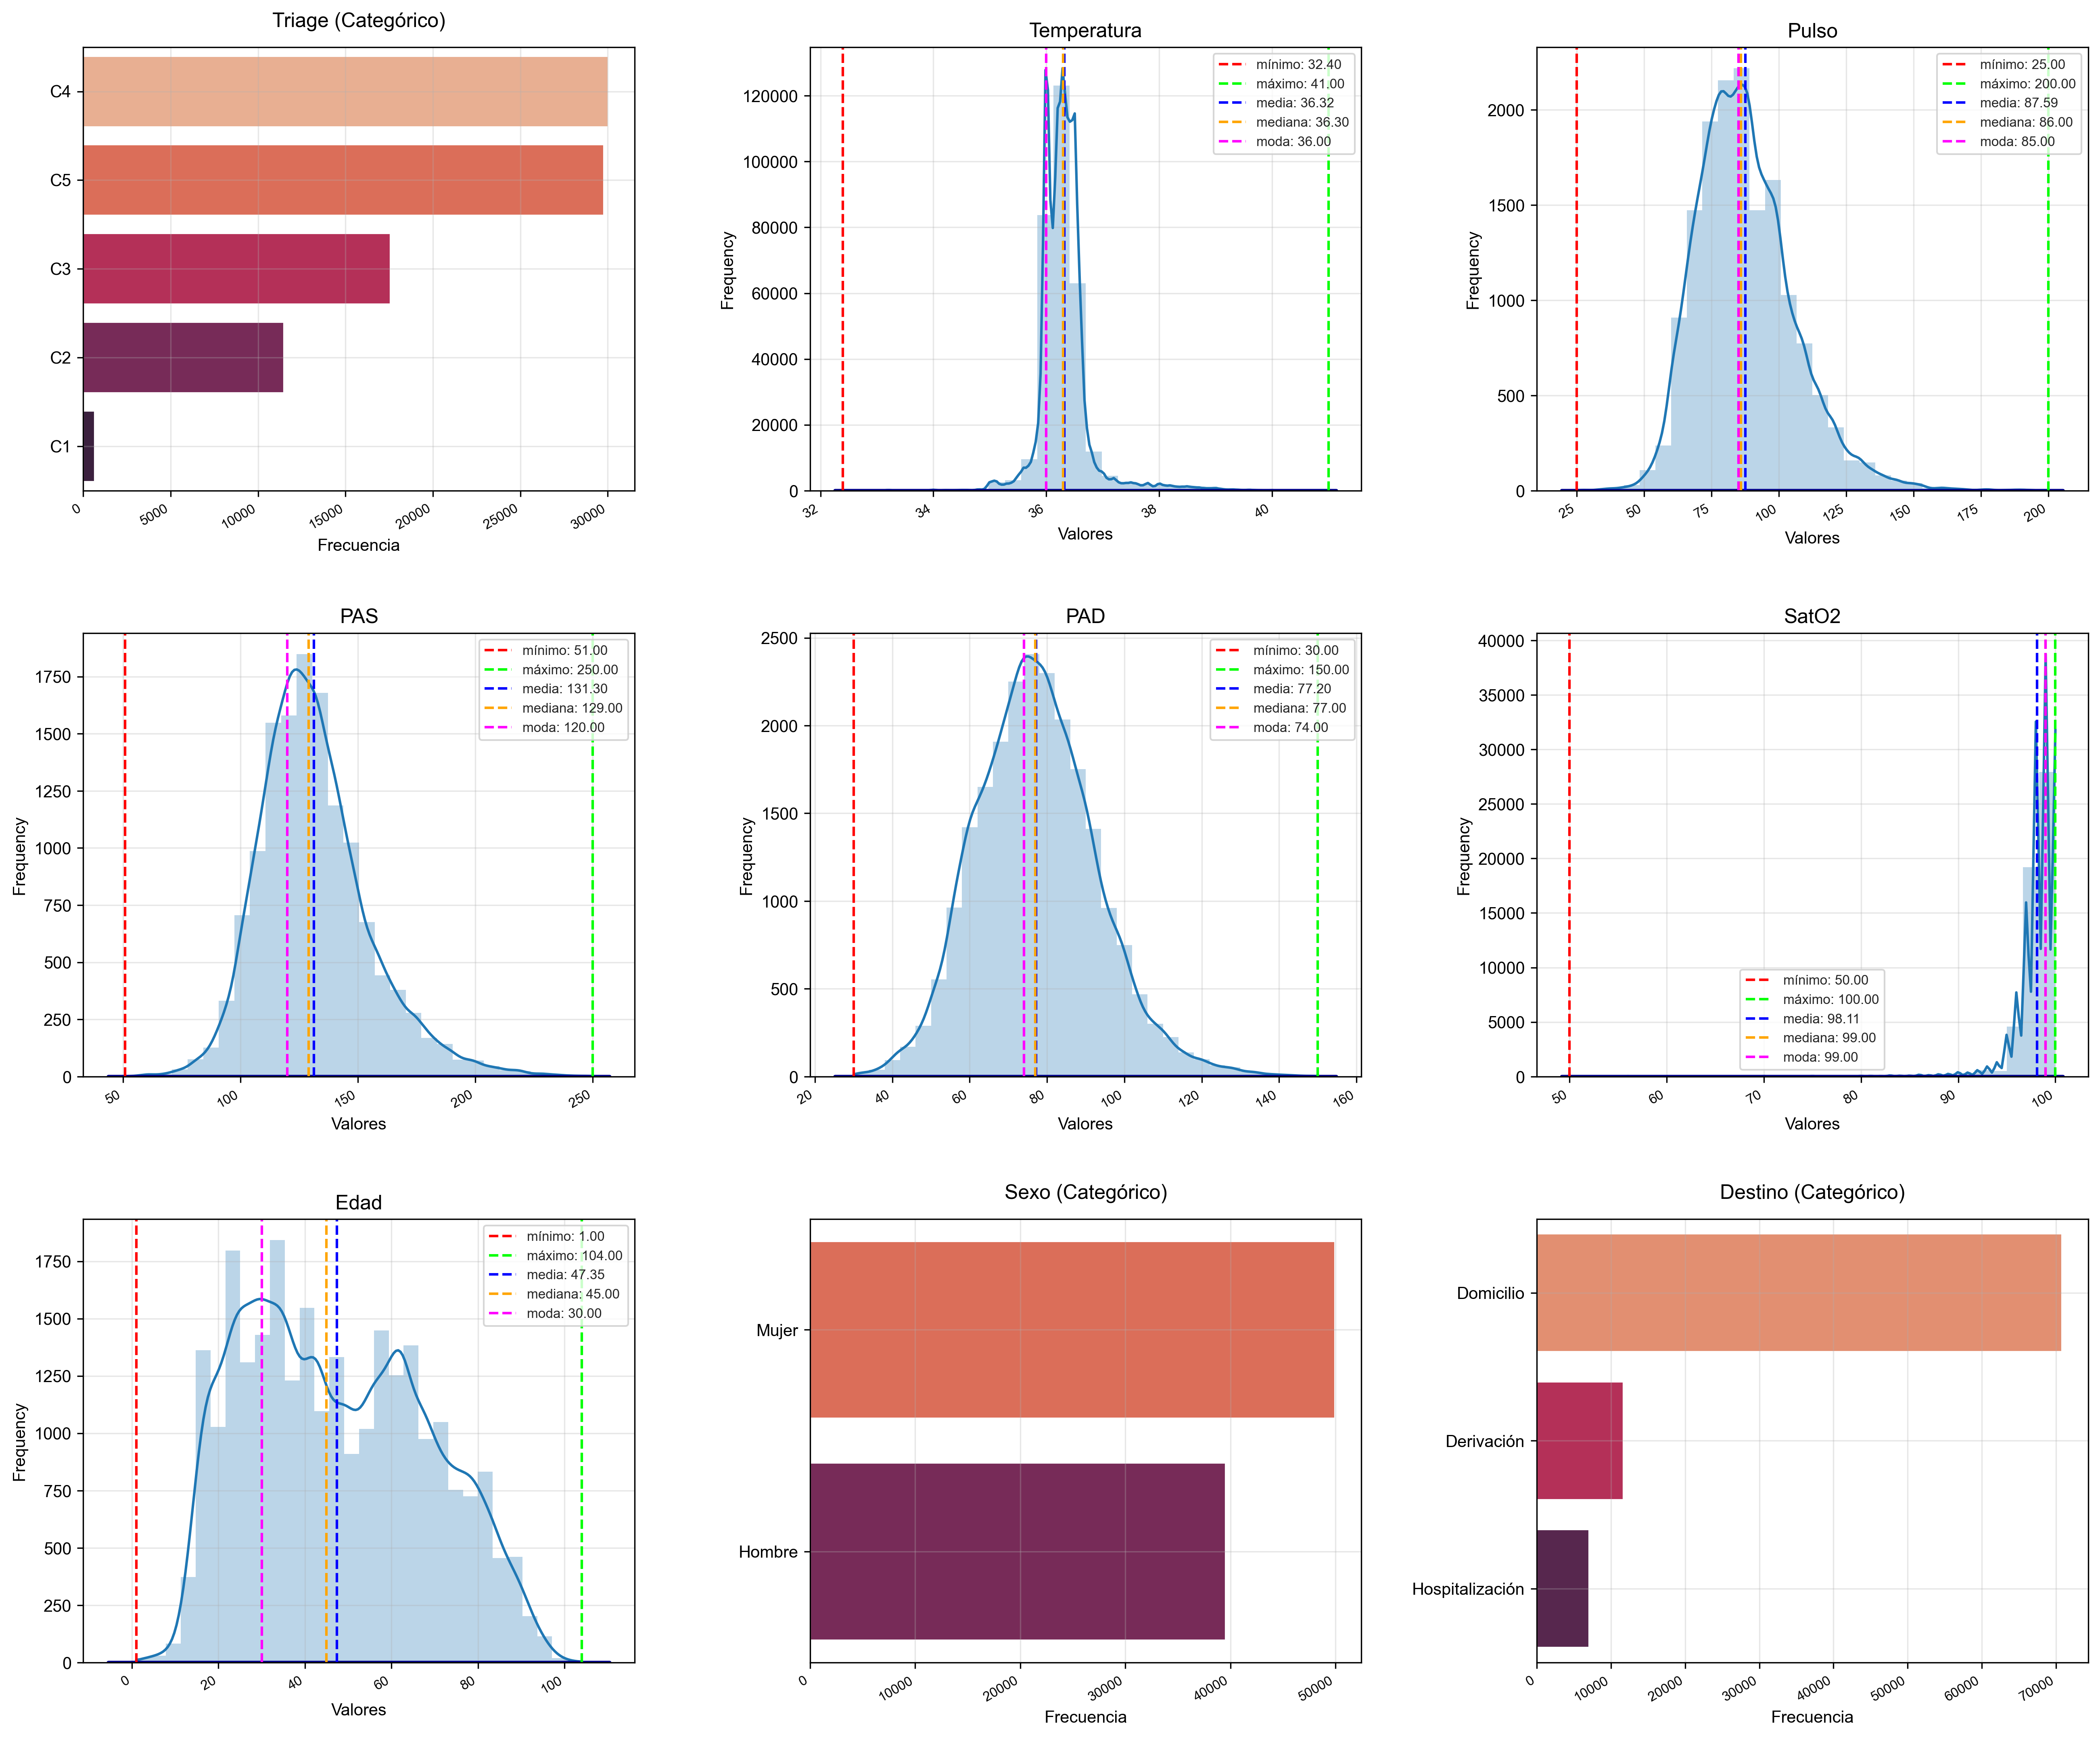 Triage (Categórico)
C4
C5
C3
C2
C1
0
5000
10000
15000
20000
25000
30000
Frecuencia
Temperatura
mínimo: 32.40
máximo: 41.00
media: 36.32
mediana: 36.30
moda: 36.00
Frequency
120000
100000
80000
60000
40000
20000
0
32
34
36
38
40
Valores
Pulso
mínimo: 25.00
máximo: 200.00
media: 87.59
mediana: 86.00
moda: 85.00
Frequency
2000
1500
1000
500
0
25
50
75
100
125
150
175
200
Valores
PAS
mínimo: 51.00
máximo: 250.00
media: 131.30
mediana: 129.00
moda: 120.00
Frequency
1750
1500
1250
1000
750
500
250
0
50
100
150
200
250
Valores
PAD
mínimo: 30.00
máximo: 150.00
media: 77.20
mediana: 77.00
moda: 74.00
Frequency
2500
2000
1500
1000
500
0
20
40
60
80
100
120
140
160
Valores
SatO2
mínimo: 50.00
máximo: 100.00
media: 98.11
mediana: 99.00
moda: 99.00
Frequency
40000
35000
30000
25000
20000
15000
10000
5000
0
50
60
70
80
90
100
Valores
Edad
mínimo: 1.00
máximo: 104.00
media: 47.35
mediana: 45.00
moda: 30.00
Frequency
1750
1500
1250
1000
750
500
250
0
0
20
40
60
80
100
Valores
Sexo (Categórico)
Mujer
Hombre
0
10000
20000
30000
40000
50000
Frecuencia
Destino (Categórico)
Domicilio
Derivación
Hospitalización
0
10000
20000
30000
40000
50000
60000
70000
Frecuencia